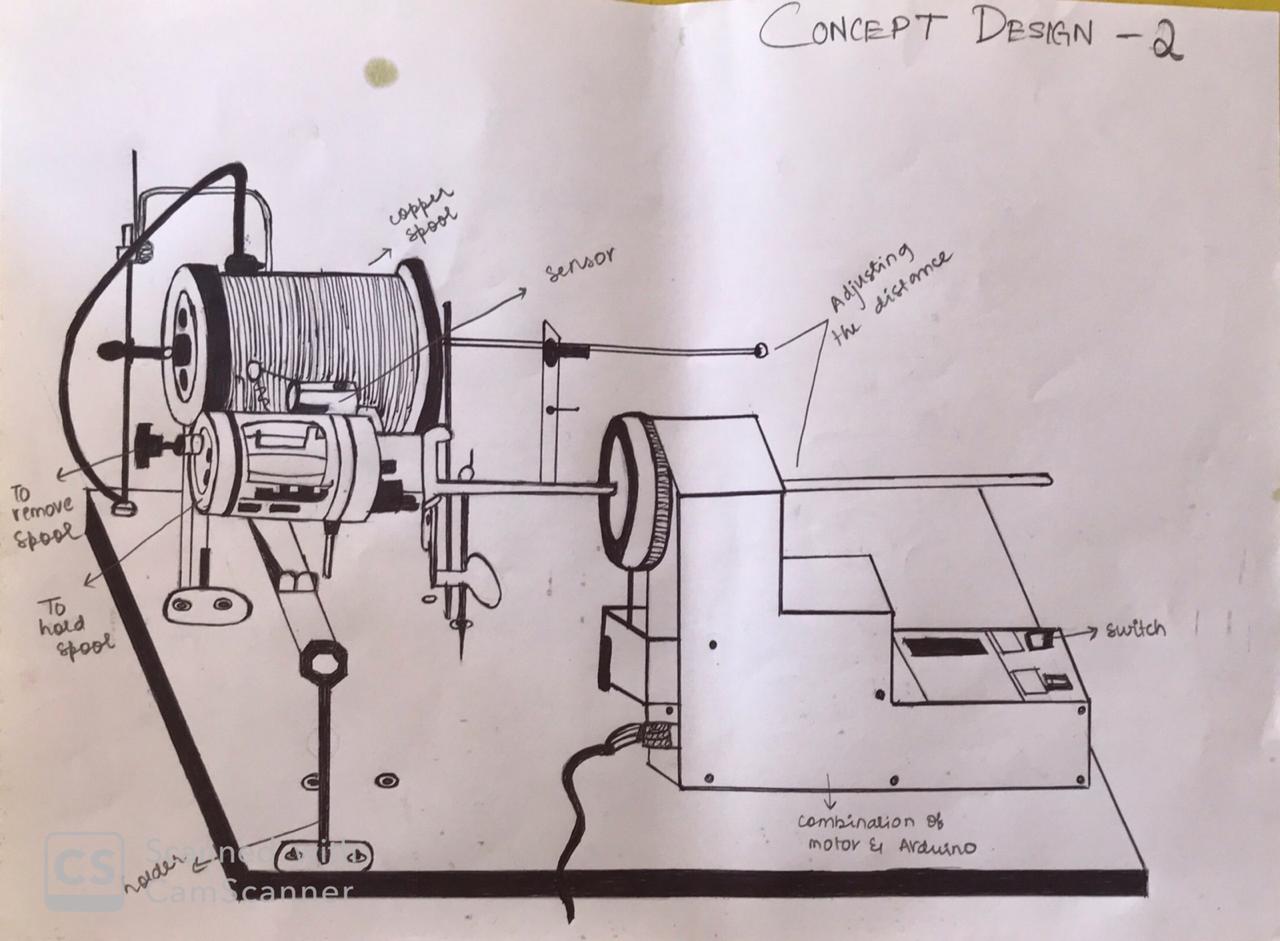 CONCEPT DESIGN - 2
copper
spool
sensor
Adjusting
the distance
To
remove
spool
To
hold
spool
switch
combination of
motor & Arduino
holder
CS
Scanned with
CamScanner